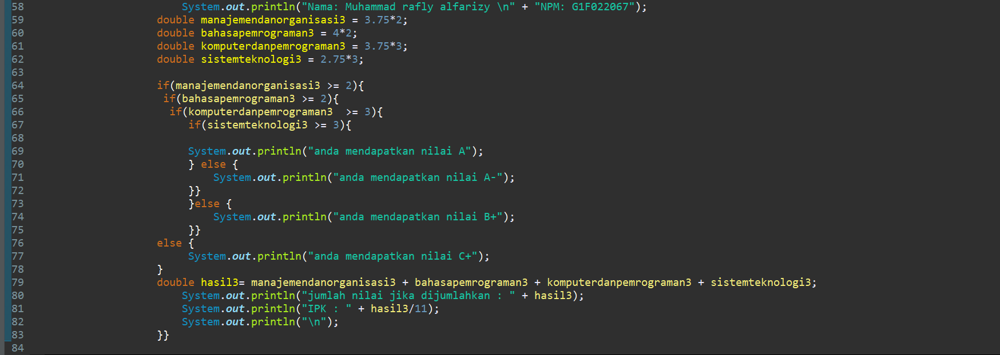 58 System.out.println("Nama: Muhammad rafly alfarizy \n" + "NPM: G1F022067");
59 double manajemendanorganisasi3 = 3.75*2;
60 double bahasapemrograman3 = 4*2;
61 double komputerdanpemrograman3 = 3.75*3;
62 double sistemteknologi3 = 2.75*3;
63
64 if(manajemendanorganisasi3 >= 2){
65 if(bahasapemrograman3 >= 2){
66 if(komputerdanpemrograman3  >= 3){
67 if(sistemteknologi3 >= 3){
68
69 System.out.println("anda mendapatkan nilai A");
70 } else {
71 System.out.println("anda mendapatkan nilai A-");
72 }}
73 }else {
74 System.out.println("anda mendapatkan nilai B+");
75 }}
76 else {
77 System.out.println("anda mendapatkan nilai C+");
78 }
79 double hasil3= manajemendanorganisasi3 + bahasapemrograman3 + komputerdanpemrograman3 + sistemteknologi3;
80 System.out.println("jumlah nilai jika dijumlahkan : " + hasil3);
81 System.out.println("IPK : " + hasil3/11);
82 System.out.println("\n");
83 }}
84